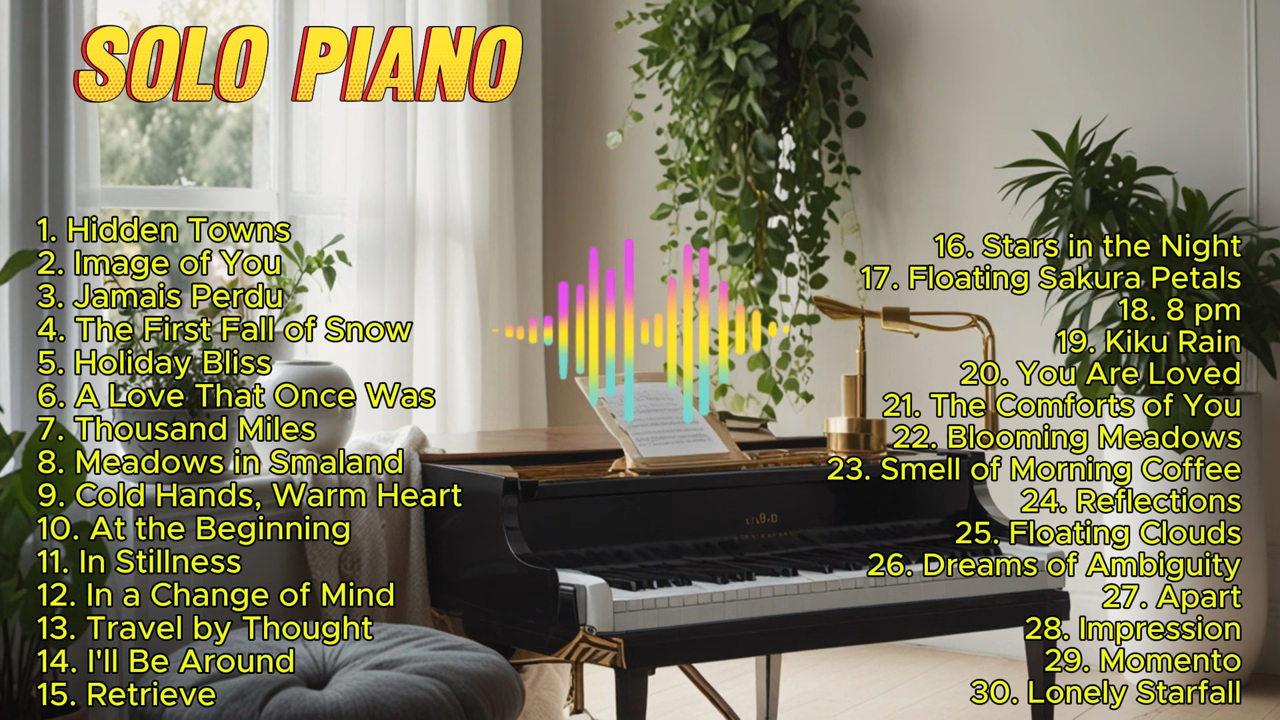 SOLO PIANO
1. Hidden Towns
2. Image of You
3. Jamais Perdu
4. The First Fall of Snow
5. Holiday Bliss
6. A Love That Once Was
7. Thousand Miles
8. Meadows in Smaland
9. Cold Hands, Warm Heart
10. At the Beginning
11. In Stillness
12. In a Change of Mind
13. Travel by Thought
14. I'll Be Around
15. Retrieve
16. Stars in the Night
17. Floating Sakura Petals
18. 8 pm
19. Kiku Rain
20. You Are Loved
21. The Comforts of You
22. Blooming Meadows
23. Smell of Morning Coffee
24. Reflections
25. Floating Clouds
26. Dreams of Ambiguity
27. Apart
28. Impression
29. Momento
30. Lonely Starfall